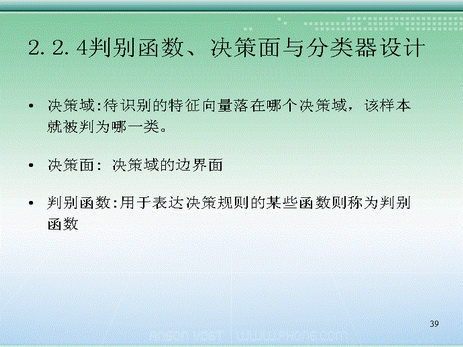 2.2.4判别函数、决策面与分类器设计
• 决策域:待识别的特征向量落在哪个决策域，该样本
就被判为哪一类。
• 决策面: 决策域的边界面
• 判别函数:用于表达决策规则的某些函数则称为判别
函数
39